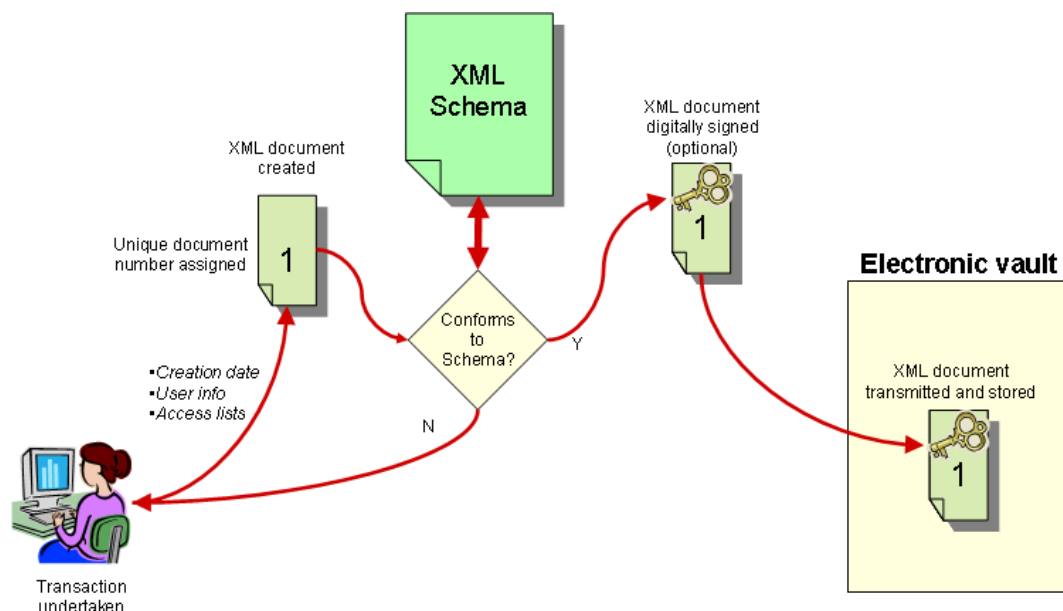 XML
Schema
XML document
digitally signed
(optional)
1
XML document
created
Unique document
number assigned
1
Electronic vault
Conforms
to
Schema?
Y
N
▪Creation date
▪User info
▪Access lists
XML document
transmitted and stored
1
Transaction
undertaken